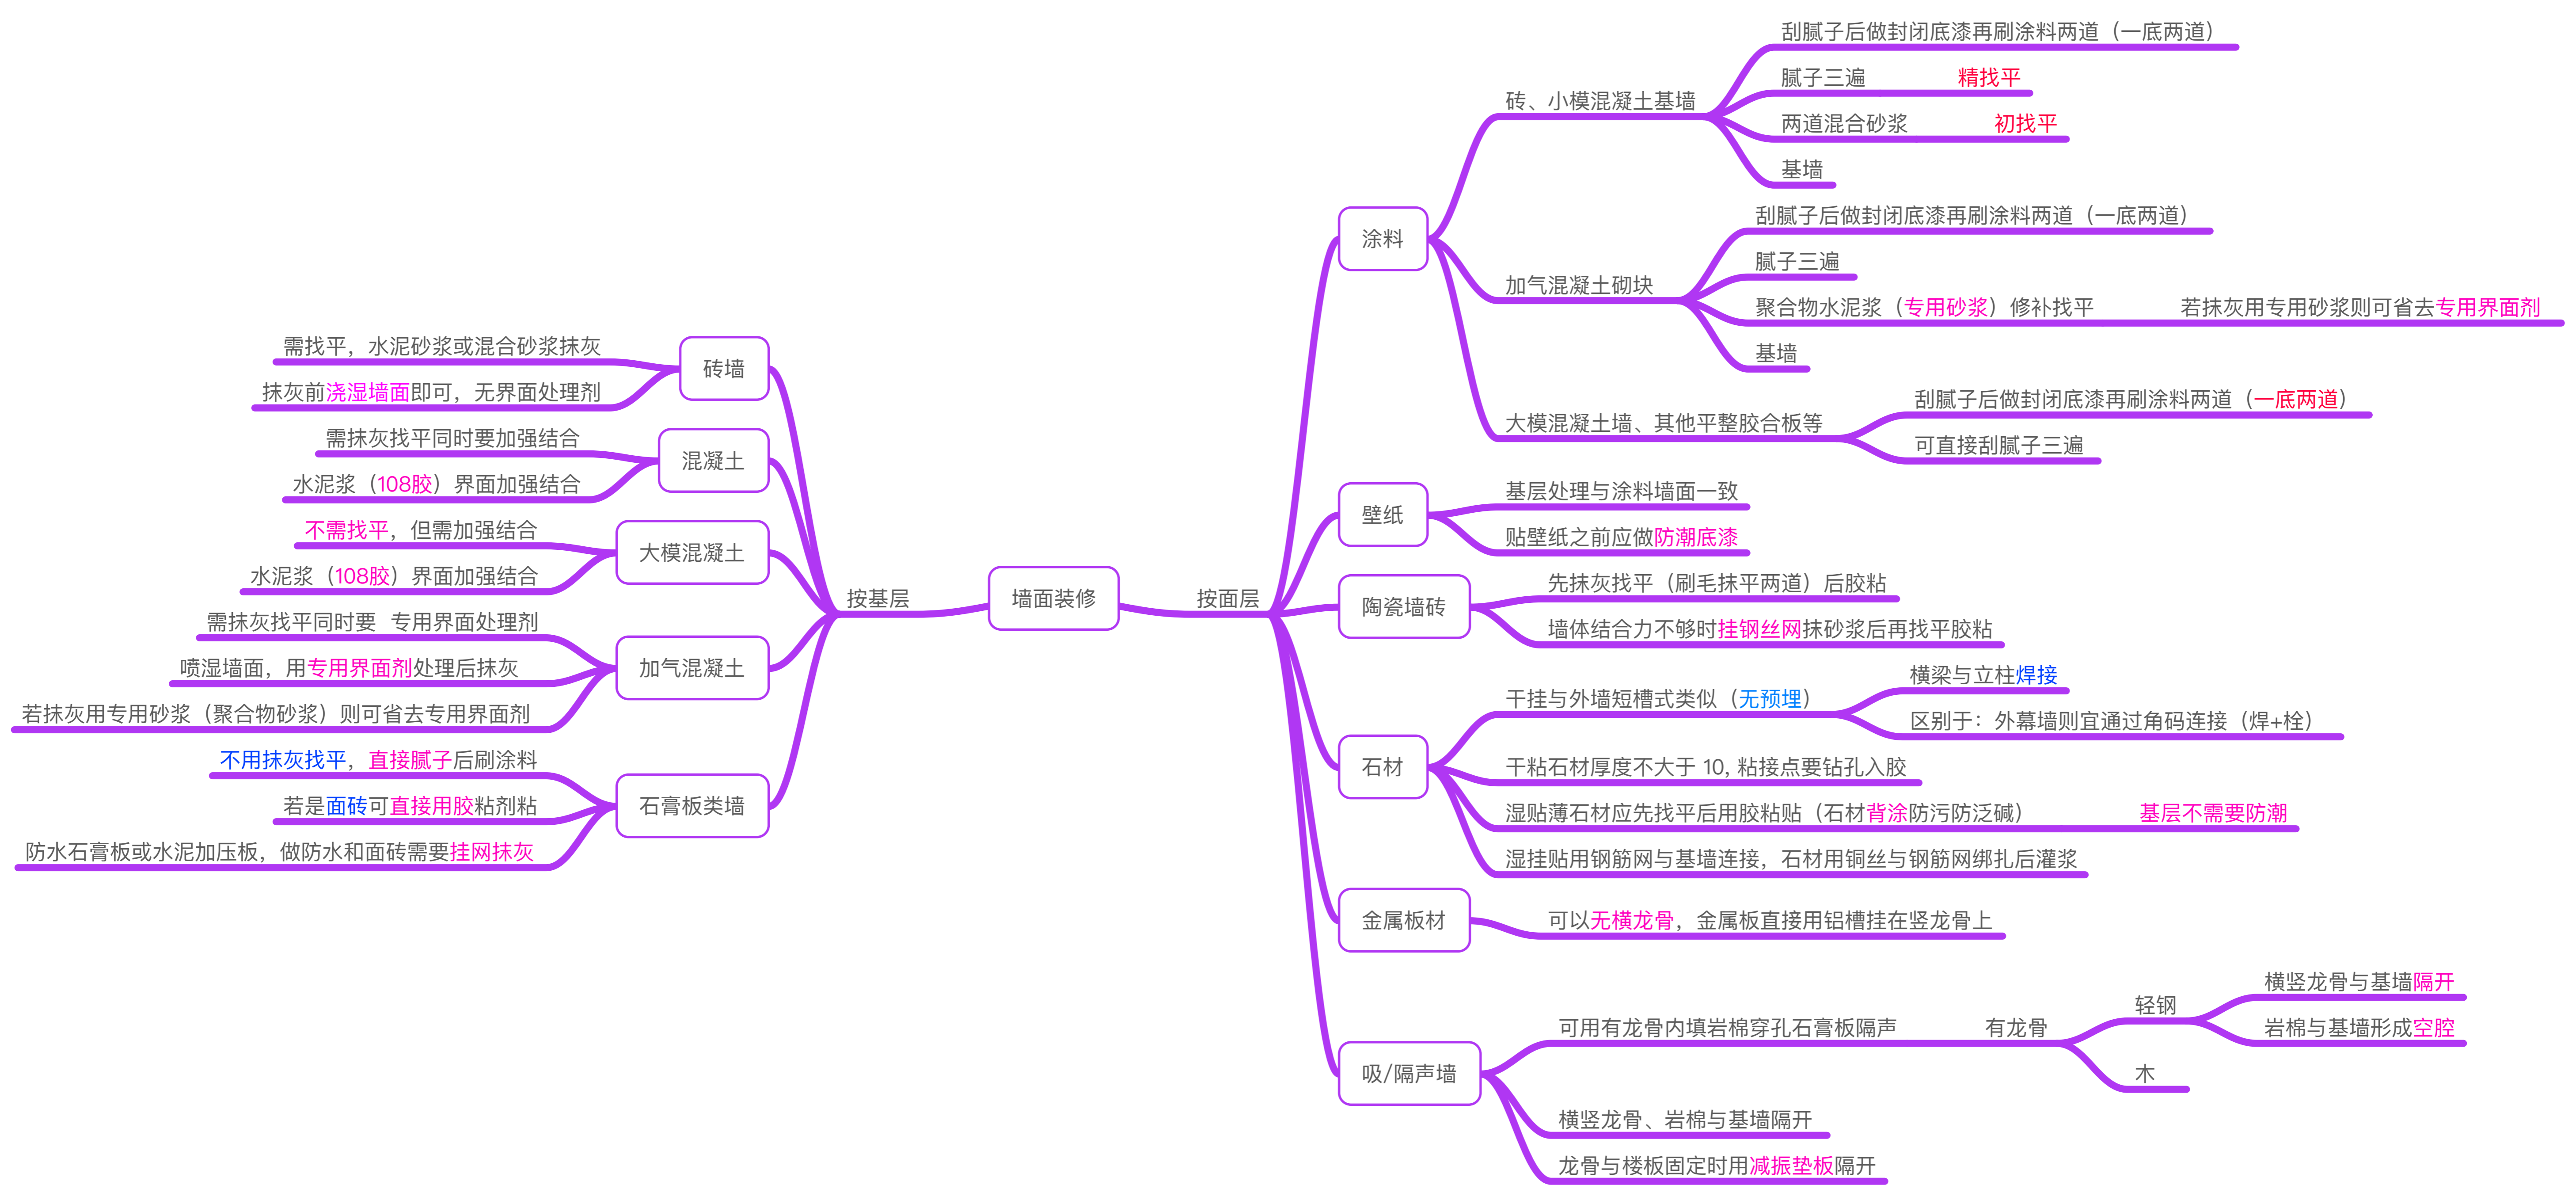 墙面装修
按基层
砖墙
需找平，水泥砂浆或混合砂浆抹灰
抹灰前浇湿墙面即可，无界面处理剂
混凝土
需抹灰找平同时要加强结合
水泥浆（108胶）界面加强结合
大模混凝土
不需找平，但需加强结合
水泥浆（108胶）界面加强结合
加气混凝土
需抹灰找平同时要 专用界面处理剂
喷湿墙面，用专用界面剂处理后抹灰
若抹灰用专用砂浆（聚合物砂浆）则可省去专用界面剂
石膏板类墙
不用抹灰找平，直接腻子后刷涂料
若是面砖可直接用胶粘剂粘
防水石膏板或水泥加压板，做防水和面砖需要挂网抹灰
按面层
涂料
砖、小模混凝土基墙
刮腻子后做封闭底漆再刷涂料两道（一底两道）
腻子三遍 精找平
两道混合砂浆 初找平
基墙
加气混凝土砌块
刮腻子后做封闭底漆再刷涂料两道（一底两道）
腻子三遍
聚合物水泥浆（专用砂浆）修补找平 若抹灰用专用砂浆则可省去专用界面剂
基墙
大模混凝土墙、其他平整胶合板等
刮腻子后做封闭底漆再刷涂料两道（一底两道）
可直接刮腻子三遍
壁纸
基层处理与涂料墙面一致
贴壁纸之前应做防潮底漆
陶瓷墙砖
先抹灰找平（刷毛抹平两道）后胶粘
墙体结合力不够时挂钢丝网抹砂浆后再找平胶粘
石材
干挂与外墙短槽式类似（无预埋）
横梁与立柱焊接
区别于：外幕墙则宜通过角码连接（焊+栓）
干粘石材厚度不大于 10, 粘接点要钻孔入胶
湿贴薄石材应先找平后用胶粘贴（石材背涂防污防泛碱） 基层不需要防潮
湿挂贴用钢筋网与基墙连接，石材用铜丝与钢筋网绑扎后灌浆
金属板材
可以无横龙骨，金属板直接用铝槽挂在竖龙骨上
吸/隔声墙
可用有龙骨内填岩棉穿孔石膏板隔声 有龙骨
轻钢
横竖龙骨与基墙隔开
岩棉与基墙形成空腔
木
横竖龙骨、岩棉与基墙隔开
龙骨与楼板固定时用减振垫板隔开